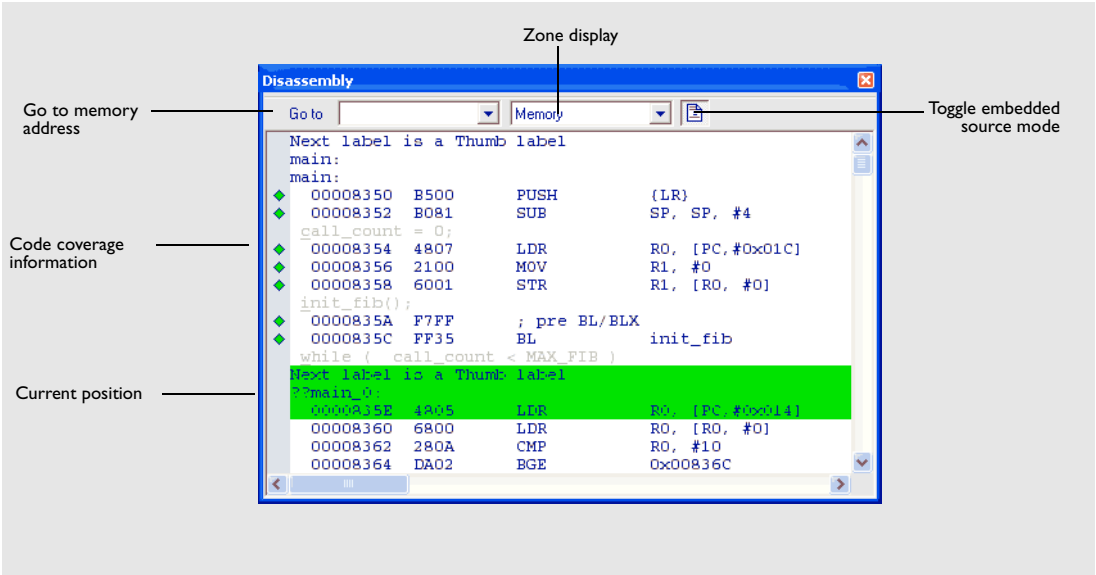 Zone display
Disassembly
Go to memory
address
Go to
Memory
Toggle embedded
source mode
Next label is a Thumb label
main:
main:
00008350 B500 PUSH {LR}
00008352 B081 SUB SP, SP, #4
call_count = 0;
Code coverage
information
00008354 4807 LDR R0, [PC,#0x01C]
00008356 2100 MOV R1, #0
00008358 6001 STR R1, [R0, #0]
init_fib();
0000835A F7FF ; pre BL/BLX
0000835C FF35 BL init_fib
while ( call_count < MAX_FIB )
Current position
Next label is a Thumb label
??main_0:
0000835E 4805 LDR R0, [PC,#0x014]
00008360 6800 LDR R0, [R0, #0]
00008362 280A CMP R0, #10
00008364 DA02 BGE 0x00836C